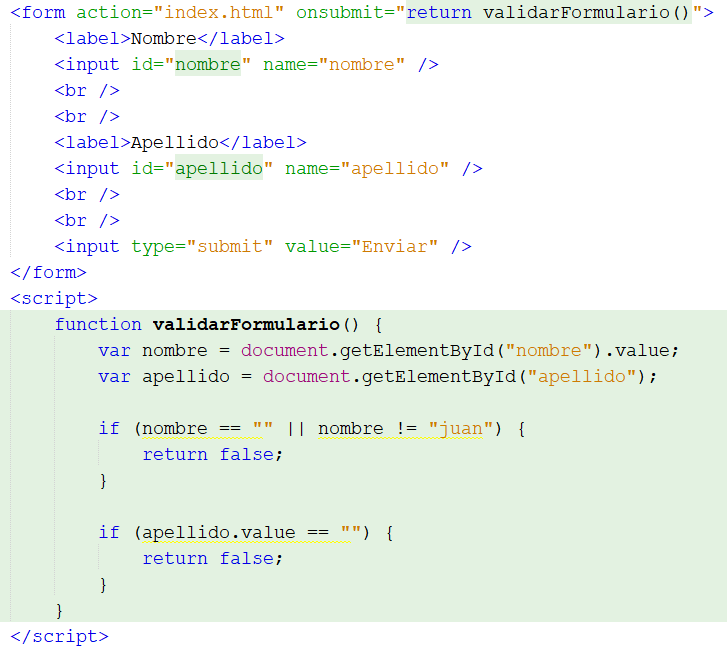 <form action="index.html" onsubmit="return validarFormulario()">
    <label>Nombre</label>
    <input id="nombre" name="nombre" />
    <br />
    <br />
    <label>Apellido</label>
    <input id="apellido" name="apellido" />
    <br />
    <br />
    <input type="submit" value="Enviar" />
</form>
<script>
    function validarFormulario() {
        var nombre = document.getElementById("nombre").value;
        var apellido = document.getElementById("apellido");

        if (nombre == "" || nombre != "juan") {
            return false;
        }

        if (apellido.value == "") {
            return false;
        }
    }
</script>